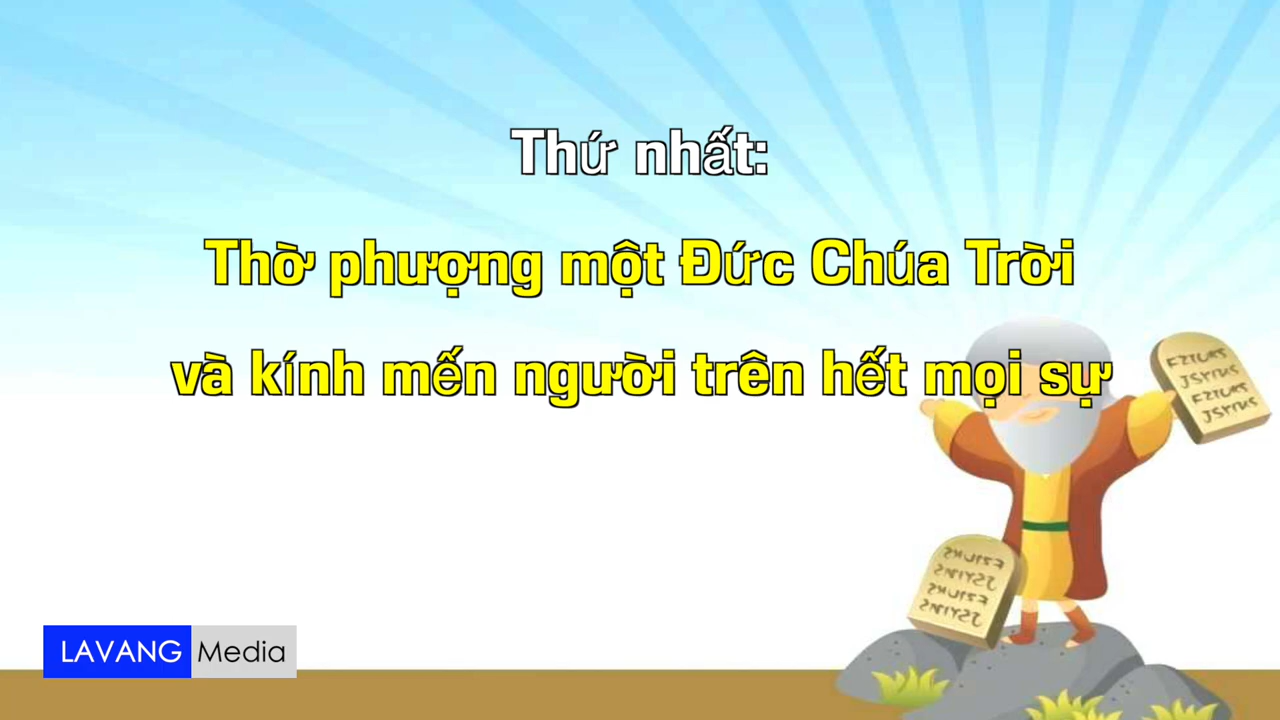 Thứ nhất:
Thờ phượng một Đức Chúa Trời
và kính mến người trên hết mọi sự
LAVANG Media